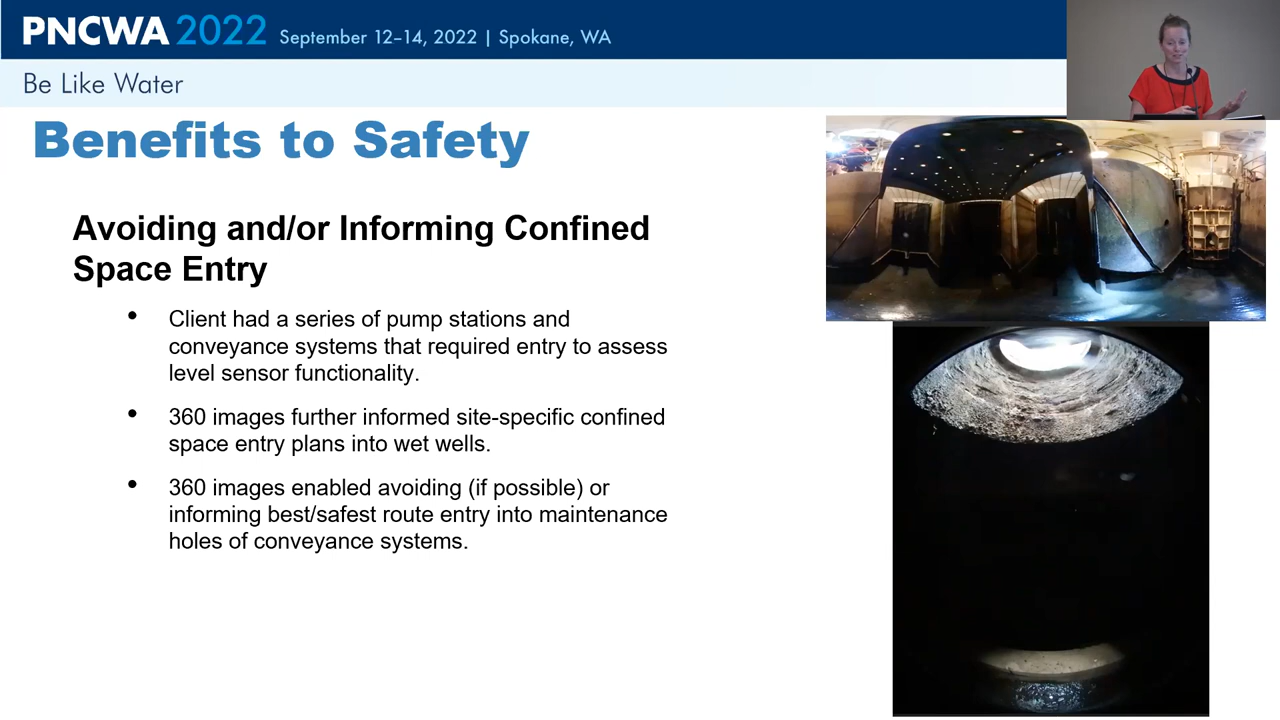 PNCWA 2022 September 12–14, 2022 | Spokane, WA
Be Like Water
Benefits to Safety
Avoiding and/or Informing Confined
Space Entry
• Client had a series of pump stations and
conveyance systems that required entry to assess
level sensor functionality.
• 360 images further informed site-specific confined
space entry plans into wet wells.
• 360 images enabled avoiding (if possible) or
informing best/safest route entry into maintenance
holes of conveyance systems.